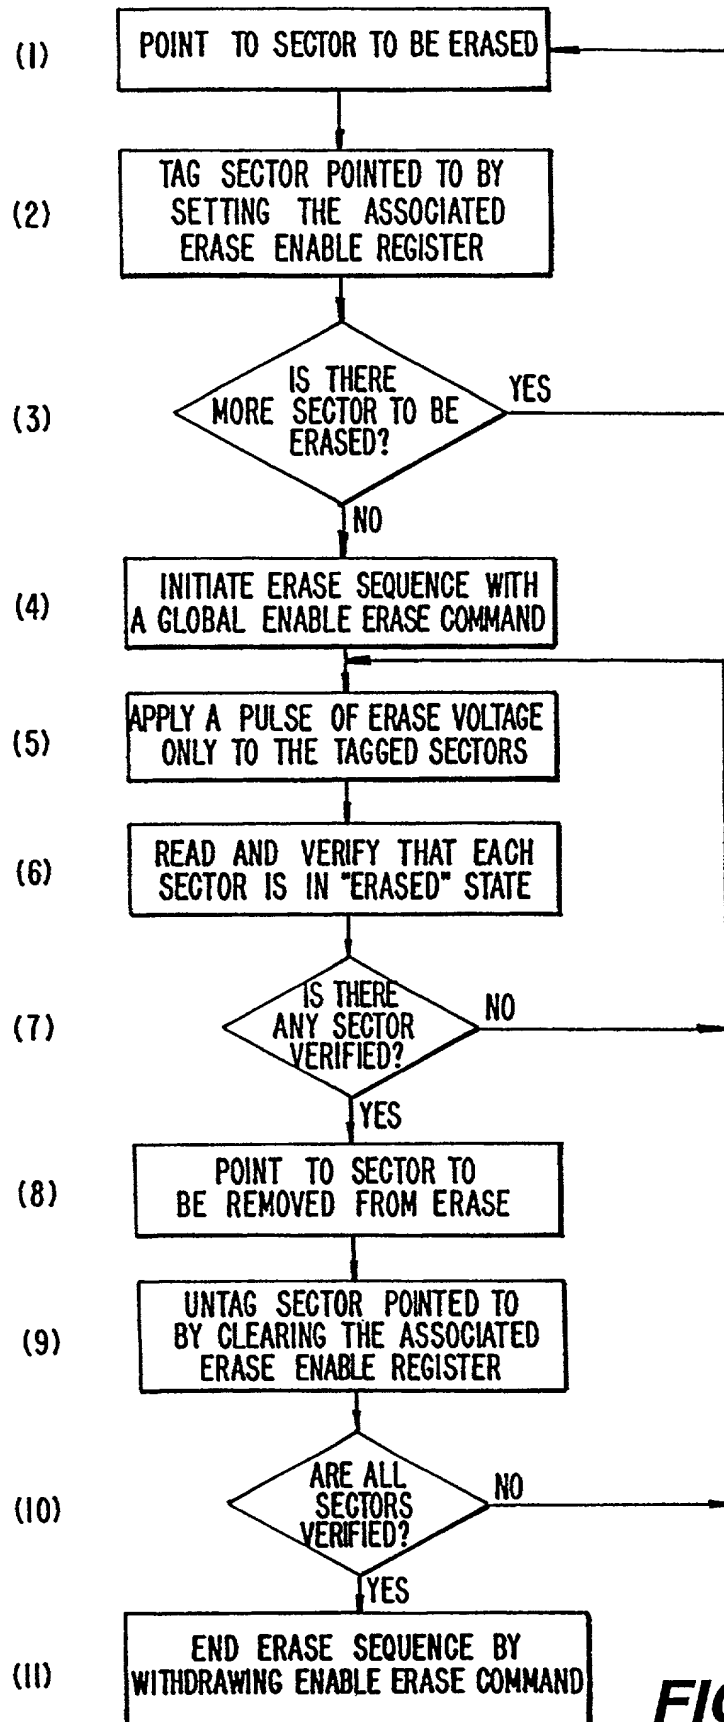 (1)
POINT TO SECTOR TO BE ERASED
(2)
TAG SECTOR POINTED TO BY
SETTING THE ASSOCIATED
ERASE ENABLE REGISTER
(3)
IS THERE
MORE SECTOR TO BE
ERASED?
YES
NO
(4)
INITIATE ERASE SEQUENCE WITH
A GLOBAL ENABLE ERASE COMMAND
(5)
APPLY A PULSE OF ERASE VOLTAGE
ONLY TO THE TAGGED SECTORS
(6)
READ AND VERIFY THAT EACH
SECTOR IS IN "ERASED" STATE
(7)
IS THERE
ANY SECTOR
VERIFIED?
NO
YES
(8)
POINT TO SECTOR TO
BE REMOVED FROM ERASE
(9)
UNTAG SECTOR POINTED TO
BY CLEARING THE ASSOCIATED
ERASE ENABLE REGISTER
(10)
ARE ALL
SECTORS
VERIFIED?
NO
YES
(11)
END ERASE SEQUENCE BY
WITHDRAWING ENABLE ERASE COMMAND